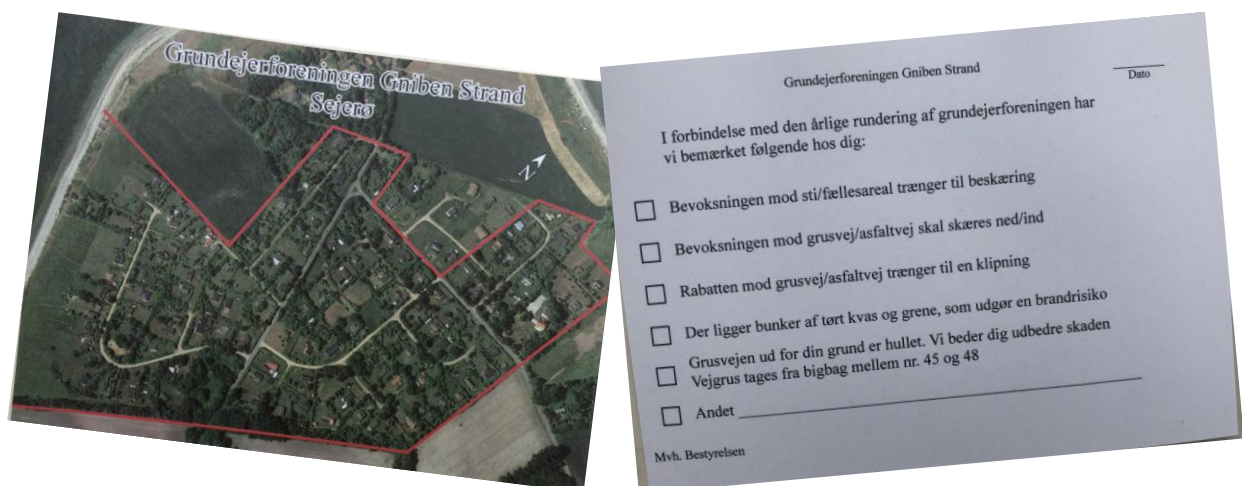 Grundejerforeningen Gniben Strand
Sejerø
N
Grundejerforeningen Gniben Strand
Dato
I forbindelse med den årlige rundering af grundejerforeningen har
vi bemærket følgende hos dig:
Bevoksningen mod sti/fællesareal trænger til beskæring
Bevoksningen mod grusvej/asfaltvej skal skæres ned/ind
Rabatten mod grusvej/asfaltvej trænger til en klipning
Der ligger bunker af tørt kvas og grene, som udgør en brandrisiko
Grusvejen ud for din grund er hullet. Vi beder dig udbedre skaden
Vejgrus tages fra bigbag mellem nr. 45 og 48
Andet
Mvh. Bestyrelsen